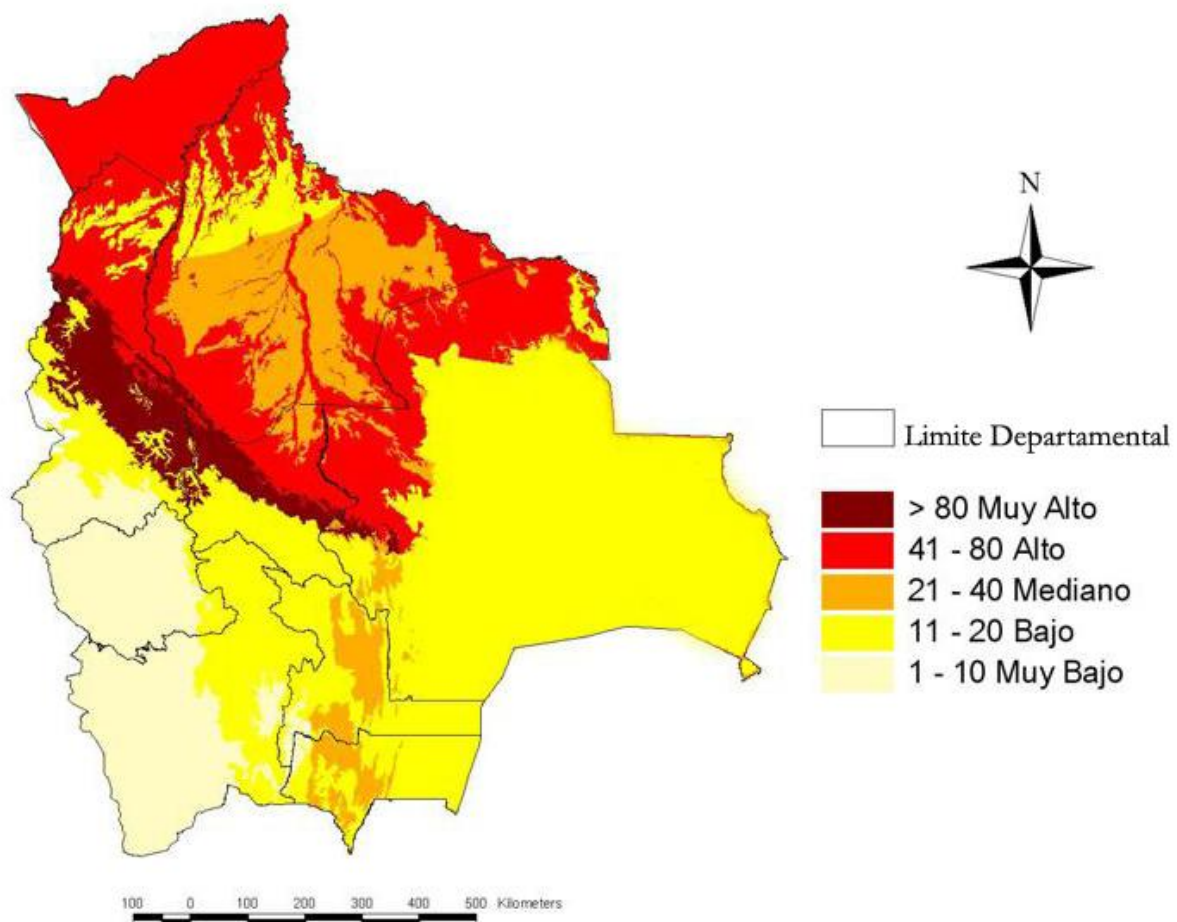 N
Limite Departamental
> 80 Muy Alto
41 - 80 Alto
21 - 40 Mediano
11 - 20 Bajo
1 - 10 Muy Bajo
100 0 100 200 300 400 500 Kilometers